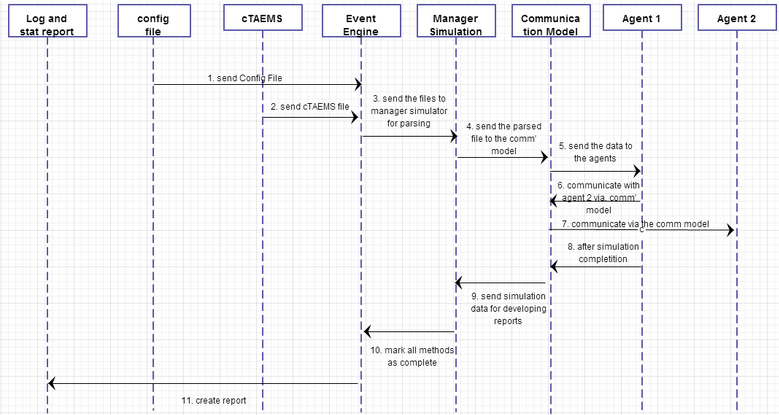 Log and
stat report
config
file
cTAEMS
Event
Engine
Manager
Simulation
Communica
tion Model
Agent 1
Agent 2
1. send Config File
2. send cTAEMS file
3. send the files to
manager simulator
for parsing
4. send the parsed
file to the comm'
model
5. send the data to
the agents
6. communicate with
agent 2 via. comm'
model
7. communicate via the comm model
8. after simulation
completition
9. send simulation
data for developing
reports
10. mark all methods
as complete
11. create report